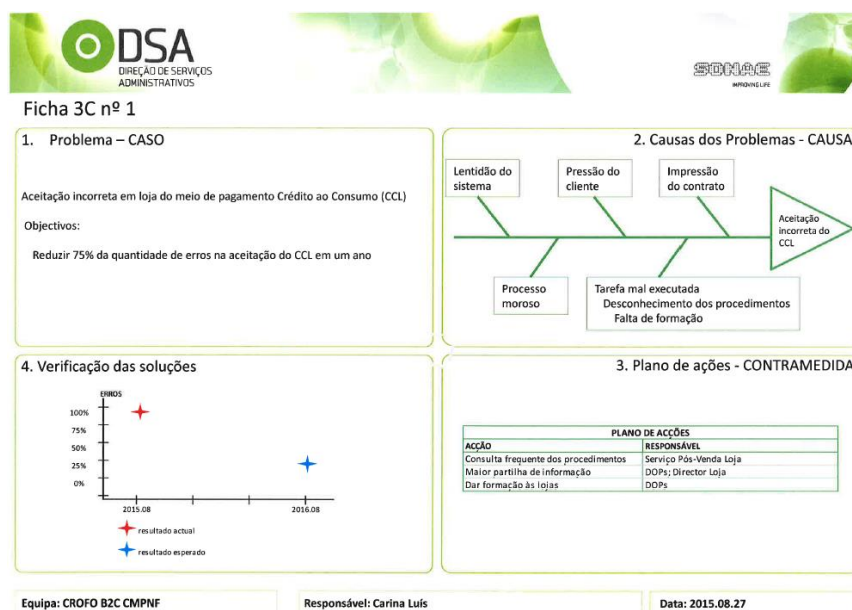 DSA
DIREÇÃO DE SERVIÇOS
ADMINISTRATIVOS
SONAE
IMPROVING LIFE
Ficha 3C nº 1
1. Problema – CASO
Aceitação incorreta em loja do meio de pagamento Crédito ao Consumo (CCL)
Objectivos:
Reduzir 75% da quantidade de erros na aceitação do CCL em um ano
2. Causas dos Problemas - CAUSA
Lentidão do
sistema
Pressão do
cliente
Impressão
do contrato
Aceitação
incorreta do
CCL
Processo
moroso
Tarefa mal executada
Desconhecimento dos procedimentos
Falta de formação
4. Verificação das soluções
ERROS
100%
75%
50%
25%
0%
2015.08
2016.08
resultado actual
resultado esperado
3. Plano de ações - CONTRAMEDIDA
PLANO DE ACÇÕES
ACÇÃO RESPONSÁVEL
Consulta frequente dos procedimentos Serviço Pós-Venda Loja
Maior partilha de informação DOPs; Director Loja
Dar formação às lojas DOPs
Equipa: CROFO B2C CMPNF
Responsável: Carina Luís
Data: 2015.08.27